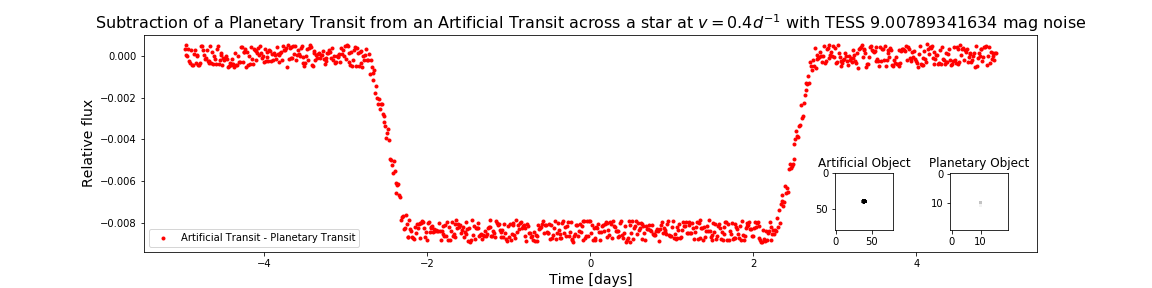 Subtraction of a Planetary Transit from an Artificial Transit across a star at v = 0.4d⁻¹ with TESS 9.00789341634 mag noise
Relative flux
0.000
−0.002
−0.004
−0.006
−0.008
Artificial Transit - Planetary Transit
Artificial Object
0
50
0 50
Planetary Object
0
10
0 10
−4 −2 0 2 4
Time [days]